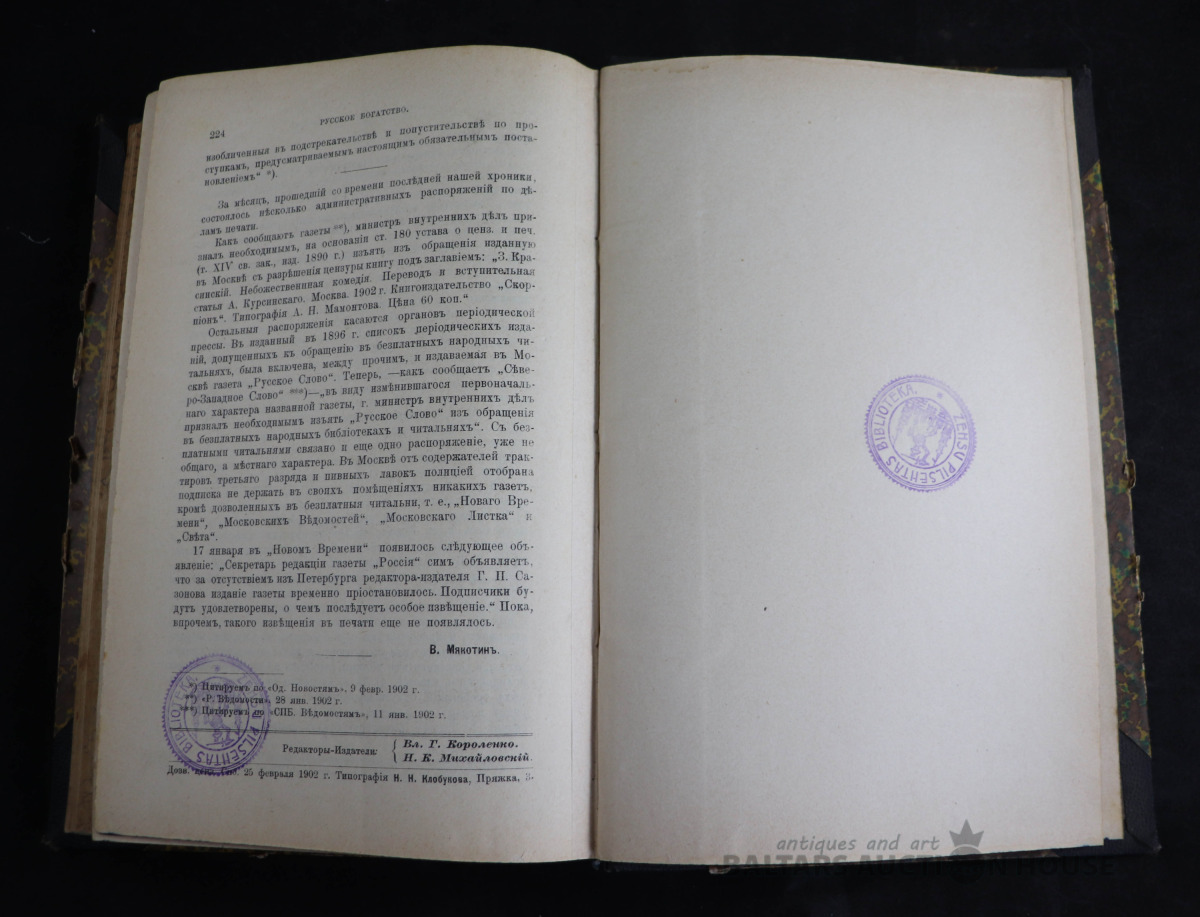 224
РУССКОЕ БОГАТСТВО.
изобличенныя въ подстрекательствѣ и попустительствѣ по про-
ступкамъ, предусматриваемымъ настоящимъ обязательнымъ поста-
новленіемъ“ *).
За мѣсяцъ, прошедшій со времени послѣдней нашей хроники,
состоялось нѣсколько административныхъ распоряженій по дѣ-
ламъ печати.
Какъ сообщаютъ газеты **), министръ внутреннихъ дѣлъ при-
зналъ необходимымъ, на основаніи ст. 180 устава о ценз. и печ.
(т. XIV св. зак., изд. 1890 г.) изъять изъ обращенія изданную
въ Москвѣ съ разрѣшенія цензуры книгу подъ заглавіемъ: „З. Кра-
синскій. Небожественная комедія. Переводъ и вступительная
статья А. Курсинскаго. Москва. 1902 г. Книгоиздательство „Скор-
піонъ“. Типографія А. Н. Мамонтова. Цѣна 60 коп.“
Остальныя распоряженія касаются органовъ періодической
прессы. Въ изданный въ 1896 г. список періодическихъ изда-
ній, допущенныхъ къ обращенію въ безплатныхъ народныхъ чи-
тальняхъ, была включена, между прочимъ, и издаваемая въ Мо-
сквѣ газета „Русское Слово“. Теперь, —какъ сообщаетъ „Сѣве-
ро-Западное Слово“ ***)—„въ виду измѣнившагося первоначаль-
наго характера названной газеты, г. министръ внутреннихъ дѣлъ
призналъ необходимымъ изъять „Русское Слово“ изъ обращенія
въ безплатныхъ народныхъ библіотекахъ и читальняхъ“. Съ без-
платными читальнями связано и еще одно распоряженіе, уже не
общаго, а мѣстнаго характера. Въ Москвѣ отъ содержателей трак-
тировъ третьяго разряда и пивныхъ лавокъ полиціей отобрана
подписка не держать въ своихъ помѣщеніяхъ никакихъ газетъ,
кромѣ дозволенныхъ въ безплатныя читальни, т. е., „Новаго Вре-
мени“, „Московскихъ Вѣдомостей“, „Московскаго Листка“ и
„Свѣта“.
17 января въ „Новомъ Времени“ появилось слѣдующее объ-
явленіе: „Секретарь редакціи газеты „Россія“ симъ объявляетъ,
что за отсутствіемъ изъ Петербурга редактора-издателя Г. П. Са-
зонова изданіе газеты временно пріостановилось. Подписчики бу-
дутъ удовлетворены, о чемъ послѣдуетъ особое извѣщеніе.“ Пока,
впрочемъ, такого извѣщенія въ печати еще не появлялось.
В. Мякотинъ.
*) Цитируемъ по «Од. Новостямъ», 9 февр. 1902 г.
**) «Р. Вѣдомости», 28 янв. 1902 г.
***) Цитируемъ по «СПБ. Вѣдомостямъ», 11 янв. 1902 г.
Редакторы-Издатели: { Вл. Г. Короленко.
Н. К. Михайловскій.
Дозв. 25 февраля 1902 г. Типографія Н. Н. Клобукова, Пряжка, 3-
ZEHSU PILSEHTAS BIBLIOTEKA.
ZEHSU PILSEHTAS BIBLIOTEKA.
antiques and art
BALTARS AUCTION HOUSE